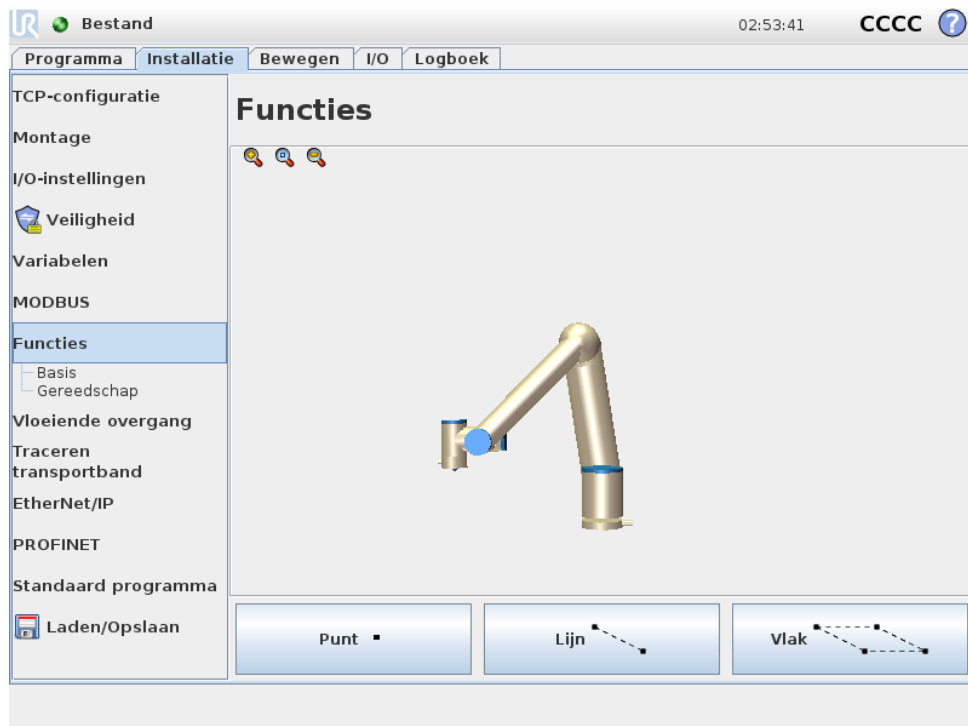 UR Bestand 02:53:41 CCCC ?
Programma Installatie Bewegen I/O Logboek
TCP-configuratie
Functies
Montage
I/O-instellingen
Veiligheid
Variabelen
MODBUS
Functies
Basis
Gereedschap
Vloeiende overgang
Traceren
transportband
EtherNet/IP
PROFINET
Standaard programma
Laden/Opslaan
Punt Lijn Vlak